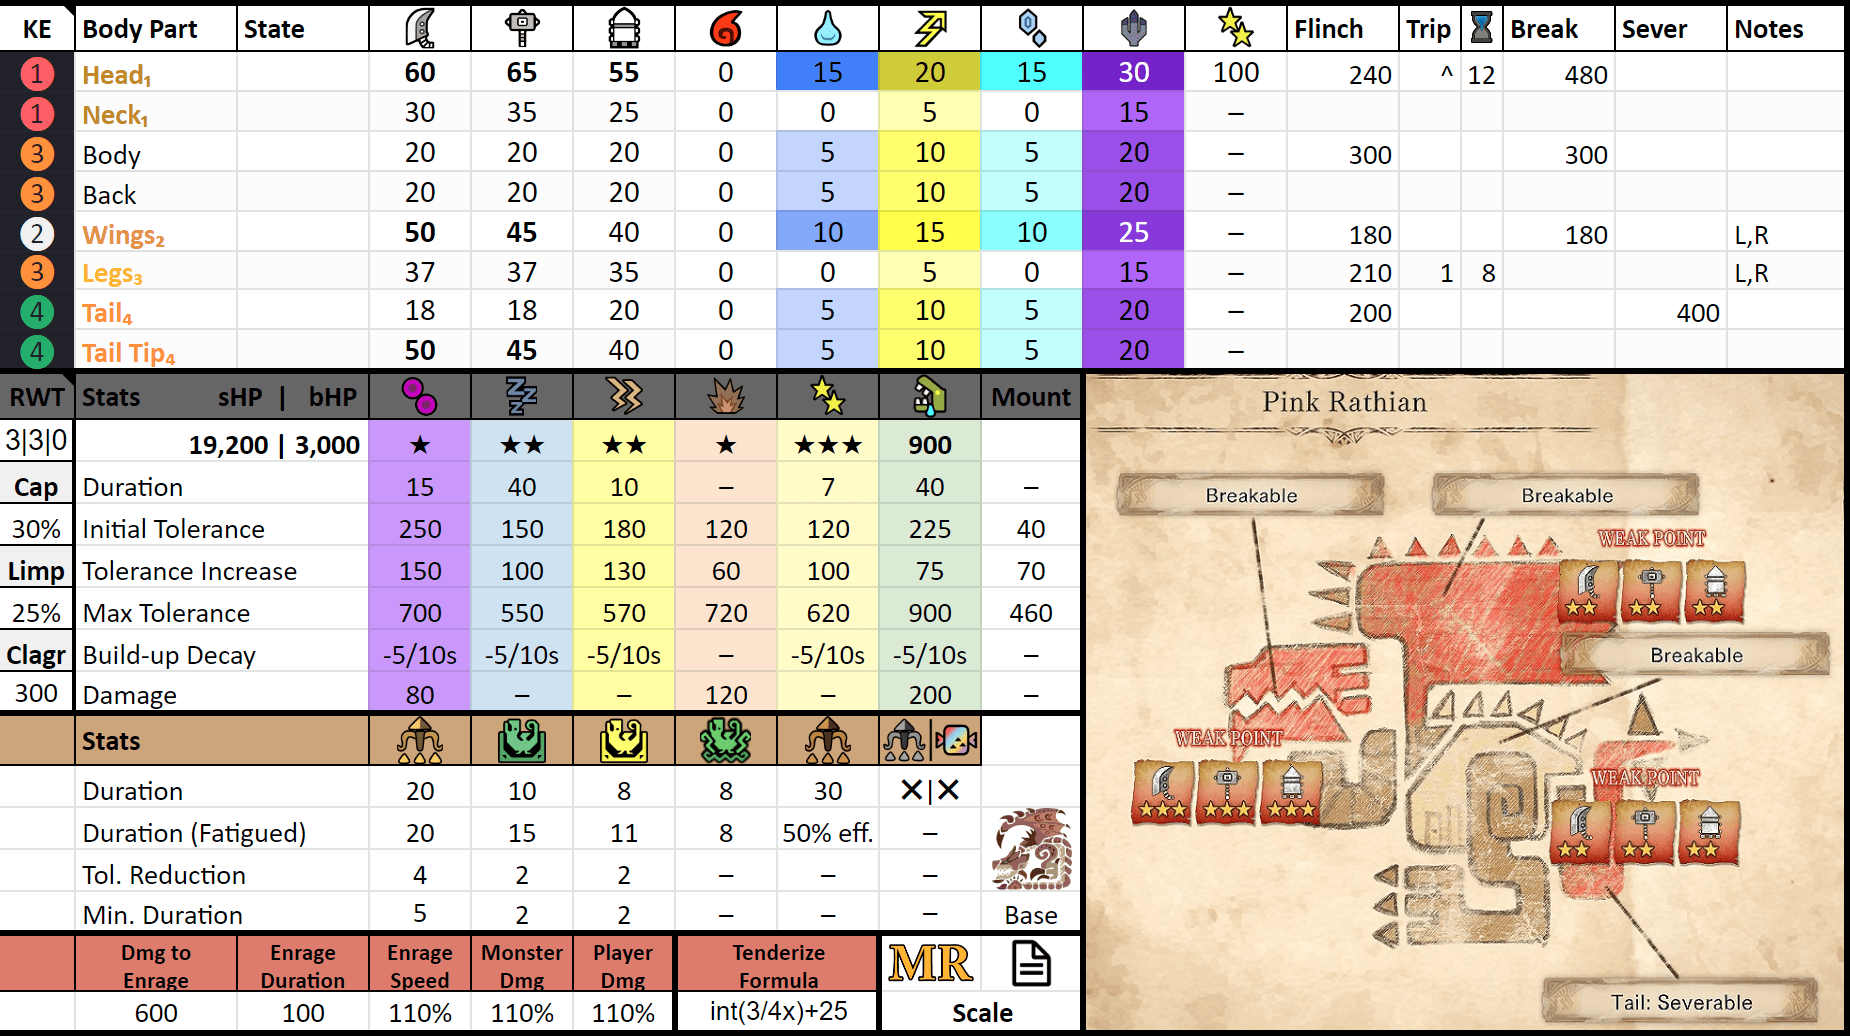 KE Body Part State Flinch Trip Break Sever Notes
1 Head₁ 60 65 55 0 15 20 15 30 100 240 ^ 12 480
1 Neck₁ 30 35 25 0 0 5 0 15 –
3 Body 20 20 20 0 5 10 5 20 – 300 300
3 Back 20 20 20 0 5 10 5 20 –
2 Wings₂ 50 45 40 0 10 15 10 25 – 180 180 L,R
3 Legs₃ 37 37 35 0 0 5 0 15 – 210 1 8 L,R
4 Tail₄ 18 18 20 0 5 10 5 20 – 200 400
4 Tail Tip₄ 50 45 40 0 5 10 5 20 –
RWT Stats sHP | bHP Mount
3|3|0 19,200 | 3,000 ★ ★★ ★★ ★ ★★★ 900
Cap Duration 15 40 10 – 7 40 –
30% Initial Tolerance 250 150 180 120 120 225 40
Limp Tolerance Increase 150 100 130 60 100 75 70
25% Max Tolerance 700 550 570 720 620 900 460
Clagr Build-up Decay -5/10s -5/10s -5/10s – -5/10s -5/10s –
300 Damage 80 – – 120 – 200 –
Stats
Duration 20 10 8 8 30 ✕|✕
Duration (Fatigued) 20 15 11 8 50% eff. –
Tol. Reduction 4 2 2 – – –
Min. Duration 5 2 2 – – – Base
Dmg to Enrage Enrage Duration Enrage Speed Monster Dmg Player Dmg Tenderize Formula MR
600 100 110% 110% 110% int(3/4x)+25 Scale
Pink Rathian
Breakable
Breakable
WEAK POINT
Breakable
WEAK POINT
WEAK POINT
Tail: Severable